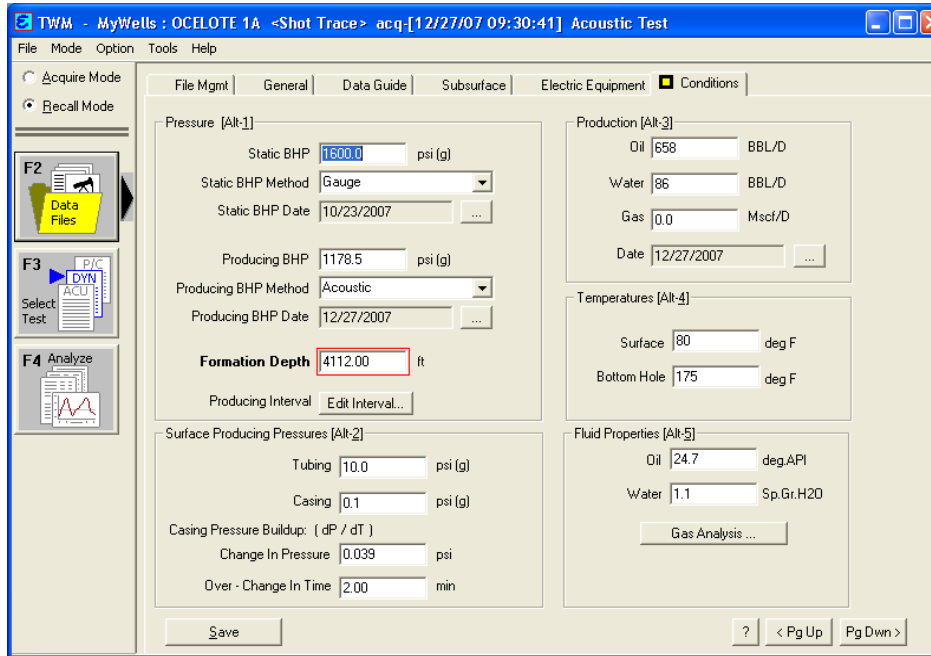 TWM - MyWells : OCELOTE 1A <Shot Trace> acq-[12/27/07 09:30:41] Acoustic Test
File Mode Option Tools Help
Acquire Mode
Recall Mode
F2
Data
Files
F3
P/C
DYN
ACU
Select
Test
F4 Analyze
File Mgmt General Data Guide Subsurface Electric Equipment Conditions
Pressure [Alt-1]
Static BHP 1600.0 psi (g)
Static BHP Method Gauge
Static BHP Date 10/23/2007 ...
Producing BHP 1178.5 psi (g)
Producing BHP Method Acoustic
Producing BHP Date 12/27/2007 ...
Formation Depth 4112.00 ft
Producing Interval Edit Interval...
Surface Producing Pressures [Alt-2]
Tubing 10.0 psi (g)
Casing 0.1 psi (g)
Casing Pressure Buildup: ( dP / dT )
Change In Pressure 0.039 psi
Over - Change In Time 2.00 min
Production [Alt-3]
Oil 658 BBL/D
Water 86 BBL/D
Gas 0.0 Mscf/D
Date 12/27/2007 ...
Temperatures [Alt-4]
Surface 80 deg F
Bottom Hole 175 deg F
Fluid Properties [Alt-5]
Oil 24.7 deg.API
Water 1.1 Sp.Gr.H2O
Gas Analysis ...
Save
? < Pg Up Pg Dwn >